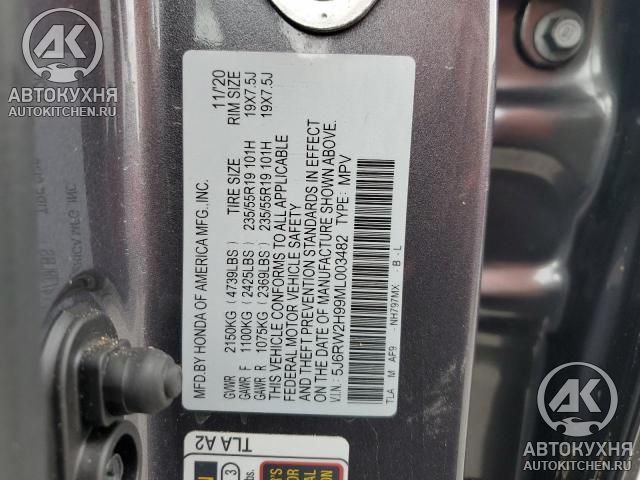 AK
АВТОКУХНЯ
AUTOKITCHEN.RU
MFD.BY HONDA OF AMERICA MFG.,INC. 11/'20
TIRE SIZE RIM SIZE
GVWR 2150KG (4739LBS)
GAWR F 1100KG (2425LBS) 235/55R19 101H 19X7.5J
GAWR R 1075KG (2369LBS) 235/55R19 101H 19X7.5J
THIS VEHICLE CONFORMS TO ALL APPLICABLE
FEDERAL MOTOR VEHICLE SAFETY
AND THEFT PREVENTION STANDARDS IN EFFECT
ON THE DATE OF MANUFACTURE SHOWN ABOVE.
V.I.N.: 5J6RW2H99ML003482 TYPE: MPV
TLA M AF9 -NH797MX B - L
TLA A2
3
AK
АВТОКУХНЯ
AUTOKITCHEN.RU